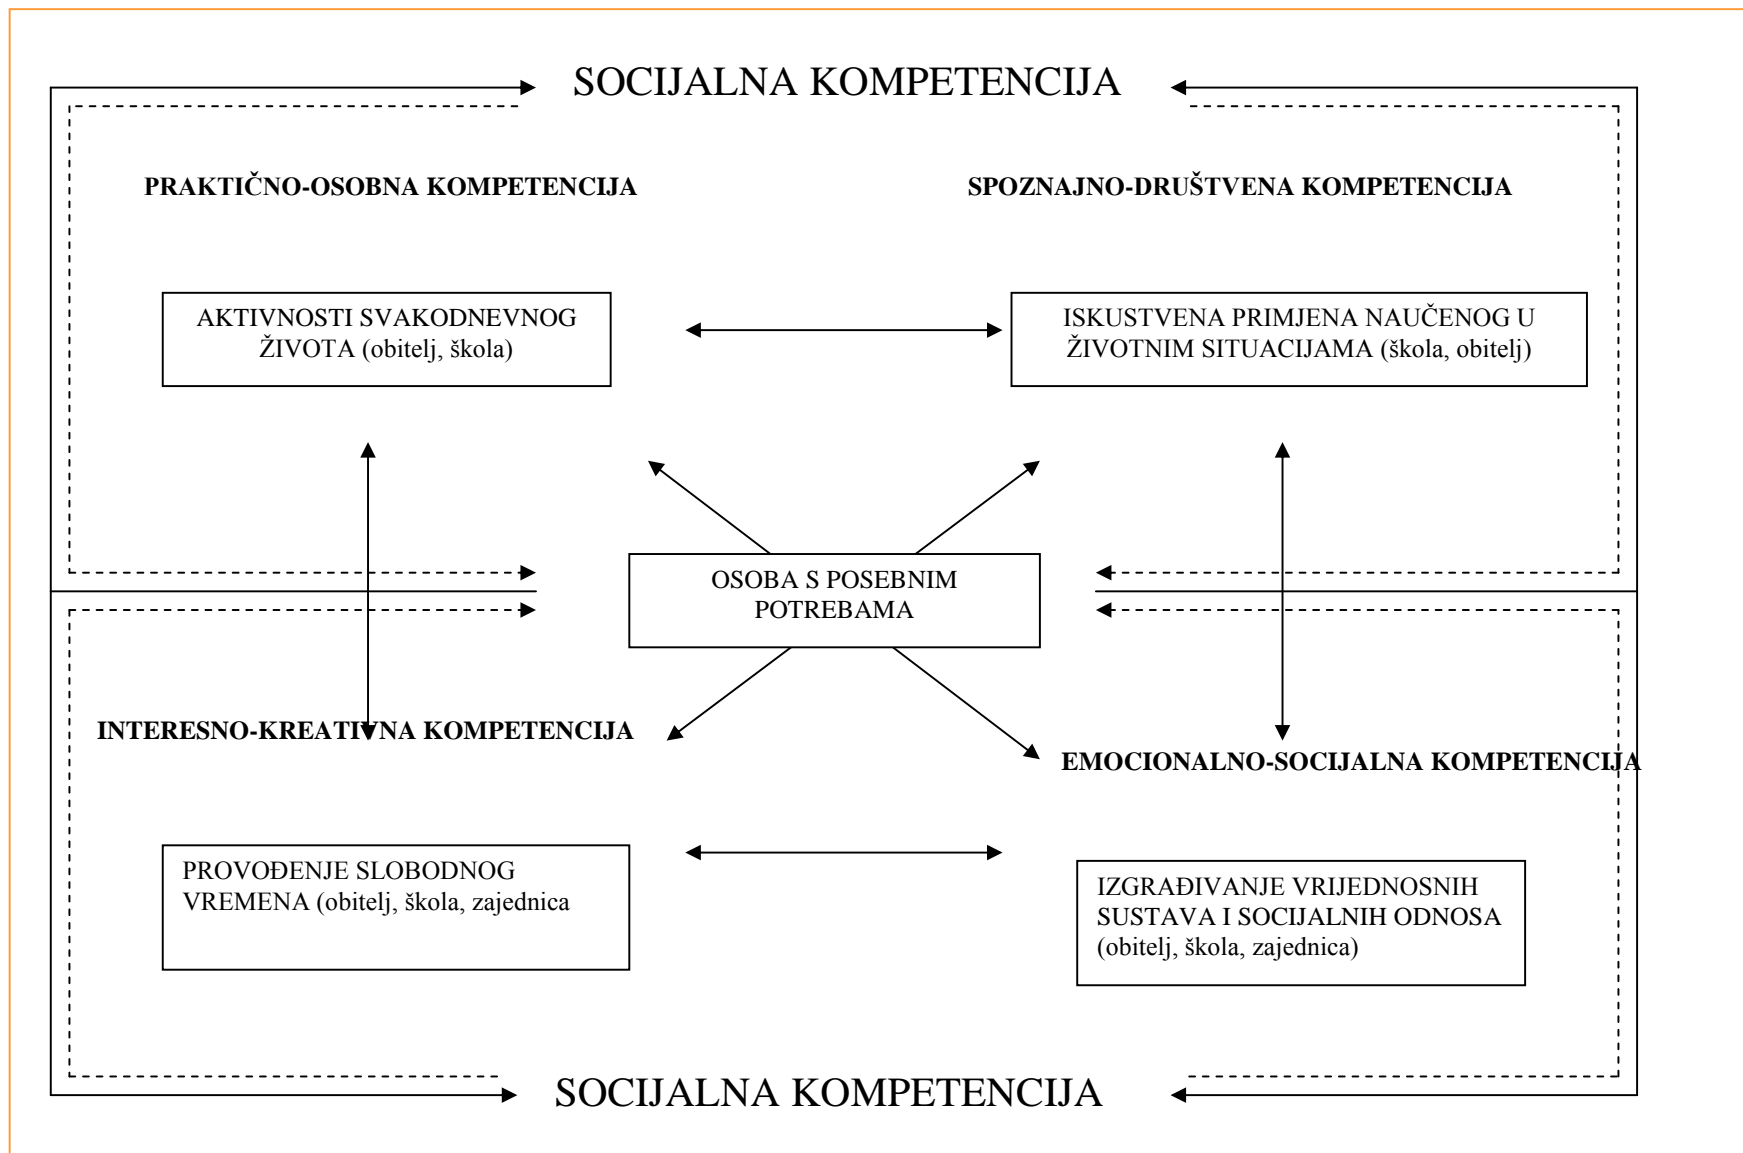 SOCIJALNA KOMPETENCIJA
PRAKTIČNO-OSOBNA KOMPETENCIJA
SPOZNAJNO-DRUŠTVENA KOMPETENCIJA
AKTIVNOSTI SVAKODNEVNOG
ŽIVOTA (obitelj, škola)
ISKUSTVENA PRIMJENA NAUČENOG U
ŽIVOTNIM SITUACIJAMA (škola, obitelj)
OSOBA S POSEBNIM
POTREBAMA
INTERESNO-KREATIVNA KOMPETENCIJA
EMOCIONALNO-SOCIJALNA KOMPETENCIJA
PROVOĐENJE SLOBODNOG
VREMENA (obitelj, škola, zajednica
IZGRAĐIVANJE VRIJEDNOSNIH
SUSTAVA I SOCIJALNIH ODNOSA
(obitelj, škola, zajednica)
SOCIJALNA KOMPETENCIJA